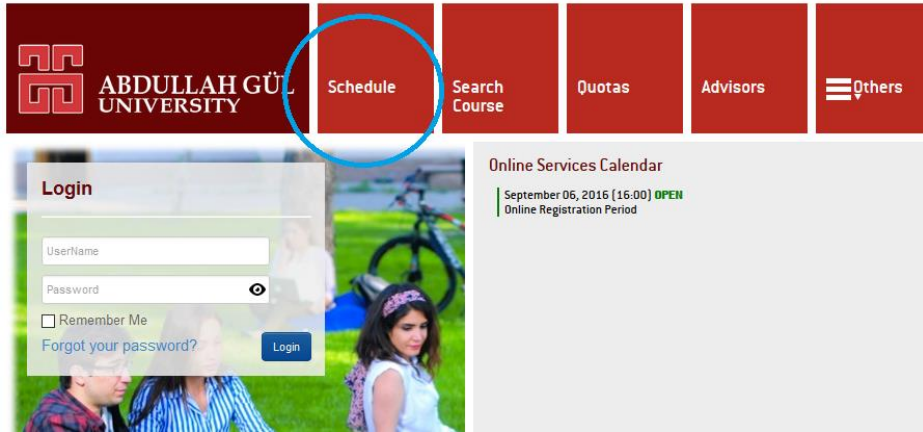 ABDULLAH GÜL
UNIVERSITY
Schedule
Search
Course
Quotas
Advisors
Others
Login
UserName
Password
Remember Me
Forgot your password?
Login
Online Services Calendar
September 06, 2016 (16:00) OPEN
Online Registration Period